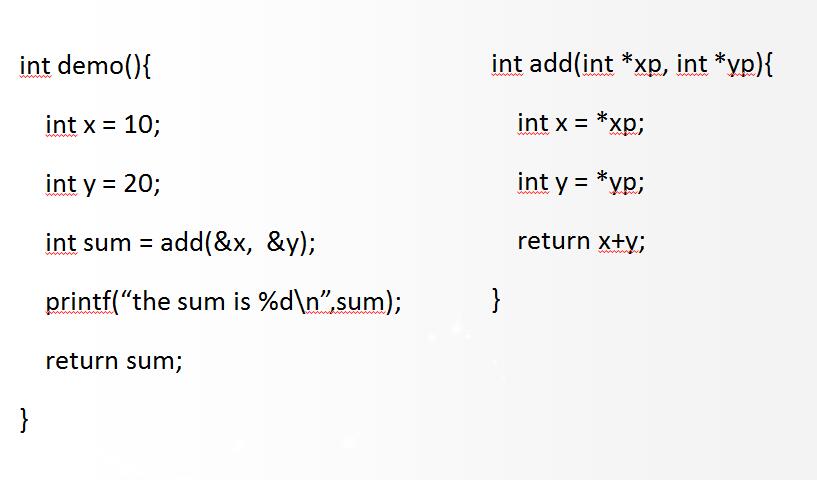 int demo(){
int x = 10;
int y = 20;
int sum = add(&x,  &y);
printf(“the sum is %d\n”,sum);
return sum;
}
int add(int *xp, int *yp){
int x = *xp;
int y = *yp;
return x+y;
}